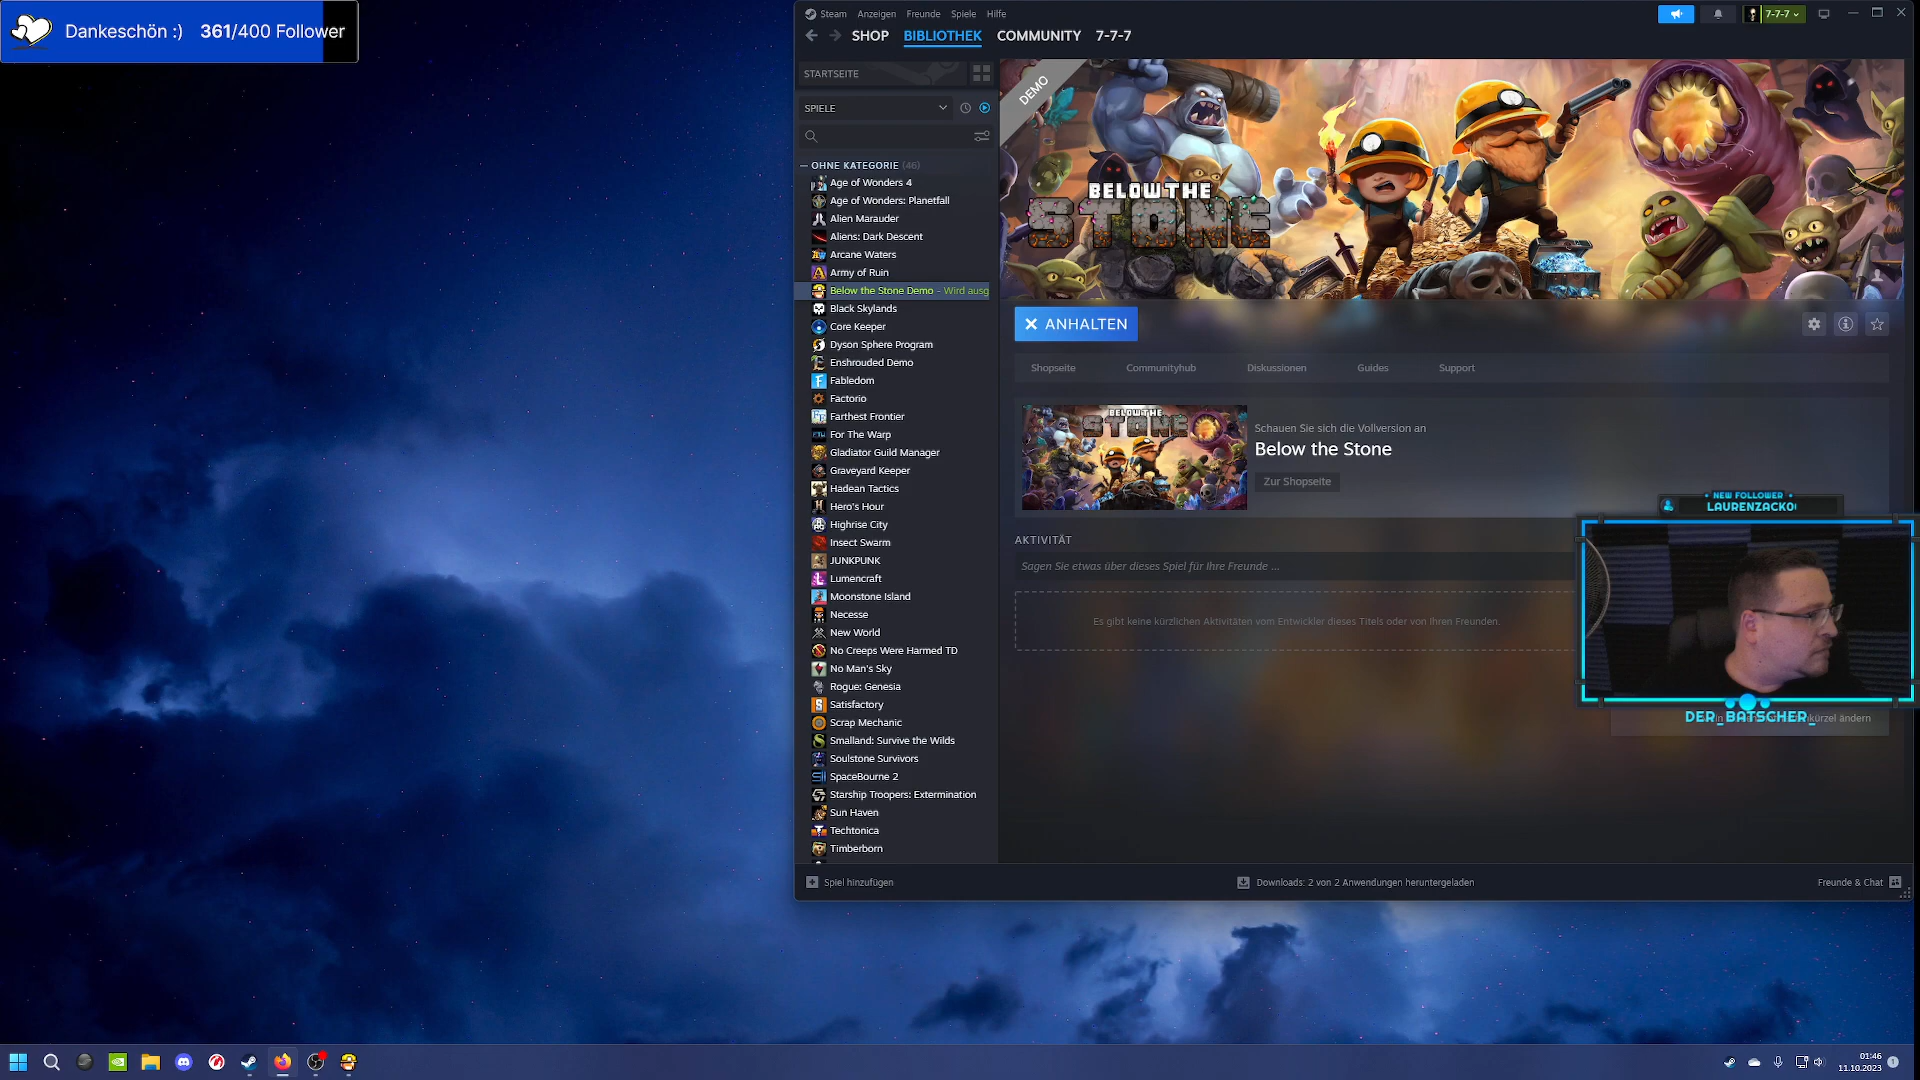 Dankeschön :) 361/400 Follower
Steam Anzeigen Freunde Spiele Hilfe
7-7-7
SHOP BIBLIOTHEK COMMUNITY 7-7-7
STARTSEITE
SPIELE
— OHNE KATEGORIE (46)
Age of Wonders 4
Age of Wonders: Planetfall
Alien Marauder
Aliens: Dark Descent
Arcane Waters
Army of Ruin
Below the Stone Demo - Wird ausg
Black Skylands
Core Keeper
Dyson Sphere Program
Enshrouded Demo
Fabledom
Factorio
Farthest Frontier
For The Warp
Gladiator Guild Manager
Graveyard Keeper
Hadean Tactics
Hero's Hour
Highrise City
Insect Swarm
JUNKPUNK
Lumencraft
Moonstone Island
Necesse
New World
No Creeps Were Harmed TD
No Man's Sky
Rogue: Genesia
Satisfactory
Scrap Mechanic
Smalland: Survive the Wilds
Soulstone Survivors
SpaceBourne 2
Starship Troopers: Extermination
Sun Haven
Techtonica
Timberborn
DEMO
BELOW THE
STONE
ANHALTEN
Shopseite Communityhub Diskussionen Guides Support
BELOW THE
STONE
Schauen Sie sich die Vollversion an
Below the Stone
Zur Shopseite
AKTIVITÄT
Sagen Sie etwas über dieses Spiel für Ihre Freunde ...
Es gibt keine kürzlichen Aktivitäten vom Entwickler dieses Titels oder von Ihren Freunden.
NEW FOLLOWER
LAURENZACKO
DER_BATSCHER_
ändern
Spiel hinzufügen
Downloads: 2 von 2 Anwendungen heruntergeladen
Freunde & Chat
01:46
11.10.2023
1